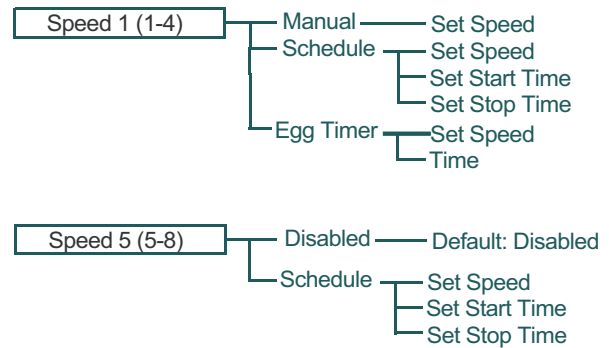 Speed 1 (1-4) Manual Set Speed
Schedule Set Speed
Set Start Time
Set Stop Time
Egg Timer Set Speed
Time
Speed 5 (5-8) Disabled Default: Disabled
Schedule Set Speed
Set Start Time
Set Stop Time